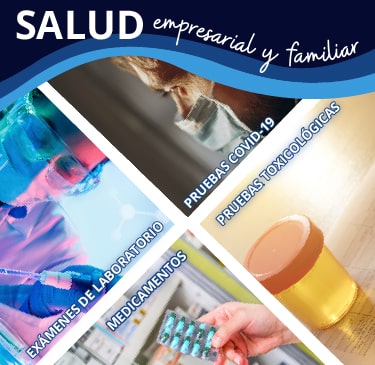 SALUD empresarial y familiar
PRUEBAS COVID-19
PRUEBAS TOXICOLÓGICAS
EXÁMENES DE LABORATORIO
MEDICAMENTOS